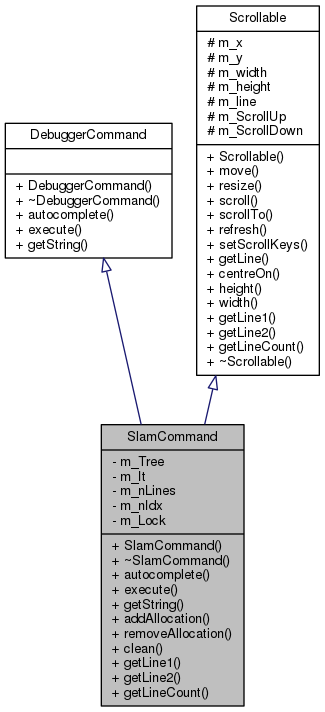 Scrollable
# m_x
# m_y
# m_width
# m_height
# m_line
# m_ScrollUp
# m_ScrollDown
+ Scrollable()
+ move()
+ resize()
+ scroll()
+ scrollTo()
+ refresh()
+ setScrollKeys()
+ getLine()
+ centreOn()
+ height()
+ width()
+ getLine1()
+ getLine2()
+ getLineCount()
+ ~Scrollable()
DebuggerCommand
+ DebuggerCommand()
+ ~DebuggerCommand()
+ autocomplete()
+ execute()
+ getString()
SlamCommand
- m_Tree
- m_It
- m_nLines
- m_nIdx
- m_Lock
+ SlamCommand()
+ ~SlamCommand()
+ autocomplete()
+ execute()
+ getString()
+ addAllocation()
+ removeAllocation()
+ clean()
+ getLine1()
+ getLine2()
+ getLineCount()